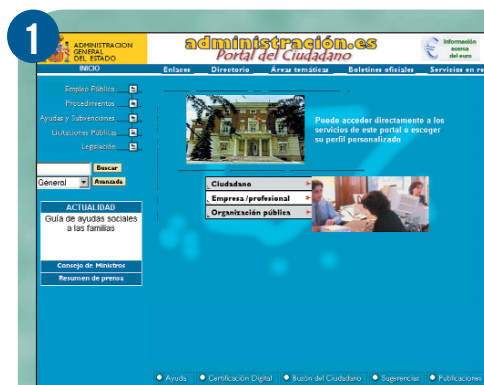 1
ADMINISTRACION
GENERAL
DEL ESTADO
administración.es
Portal del Ciudadano
Información
acerca
del euro
INICIO
Enlaces Directorio Áreas temáticas Boletines oficiales Servicios en re
Empleo Público
Procedimientos
Ayudas y Subvenciones
Licitaciones Públicas
Legislación
Buscar
General Avanzada
Puede acceder directamente a los
servicios de este portal o escoger
su perfil personalizado
Ciudadano
Empresa/profesional
Organización pública
ACTUALIDAD
Guía de ayudas sociales
a las familias
Consejo de Ministros
Resumen de prensa
Ayuda Certificación Digital Buzón del Ciudadano Sugerencias Publicaciones